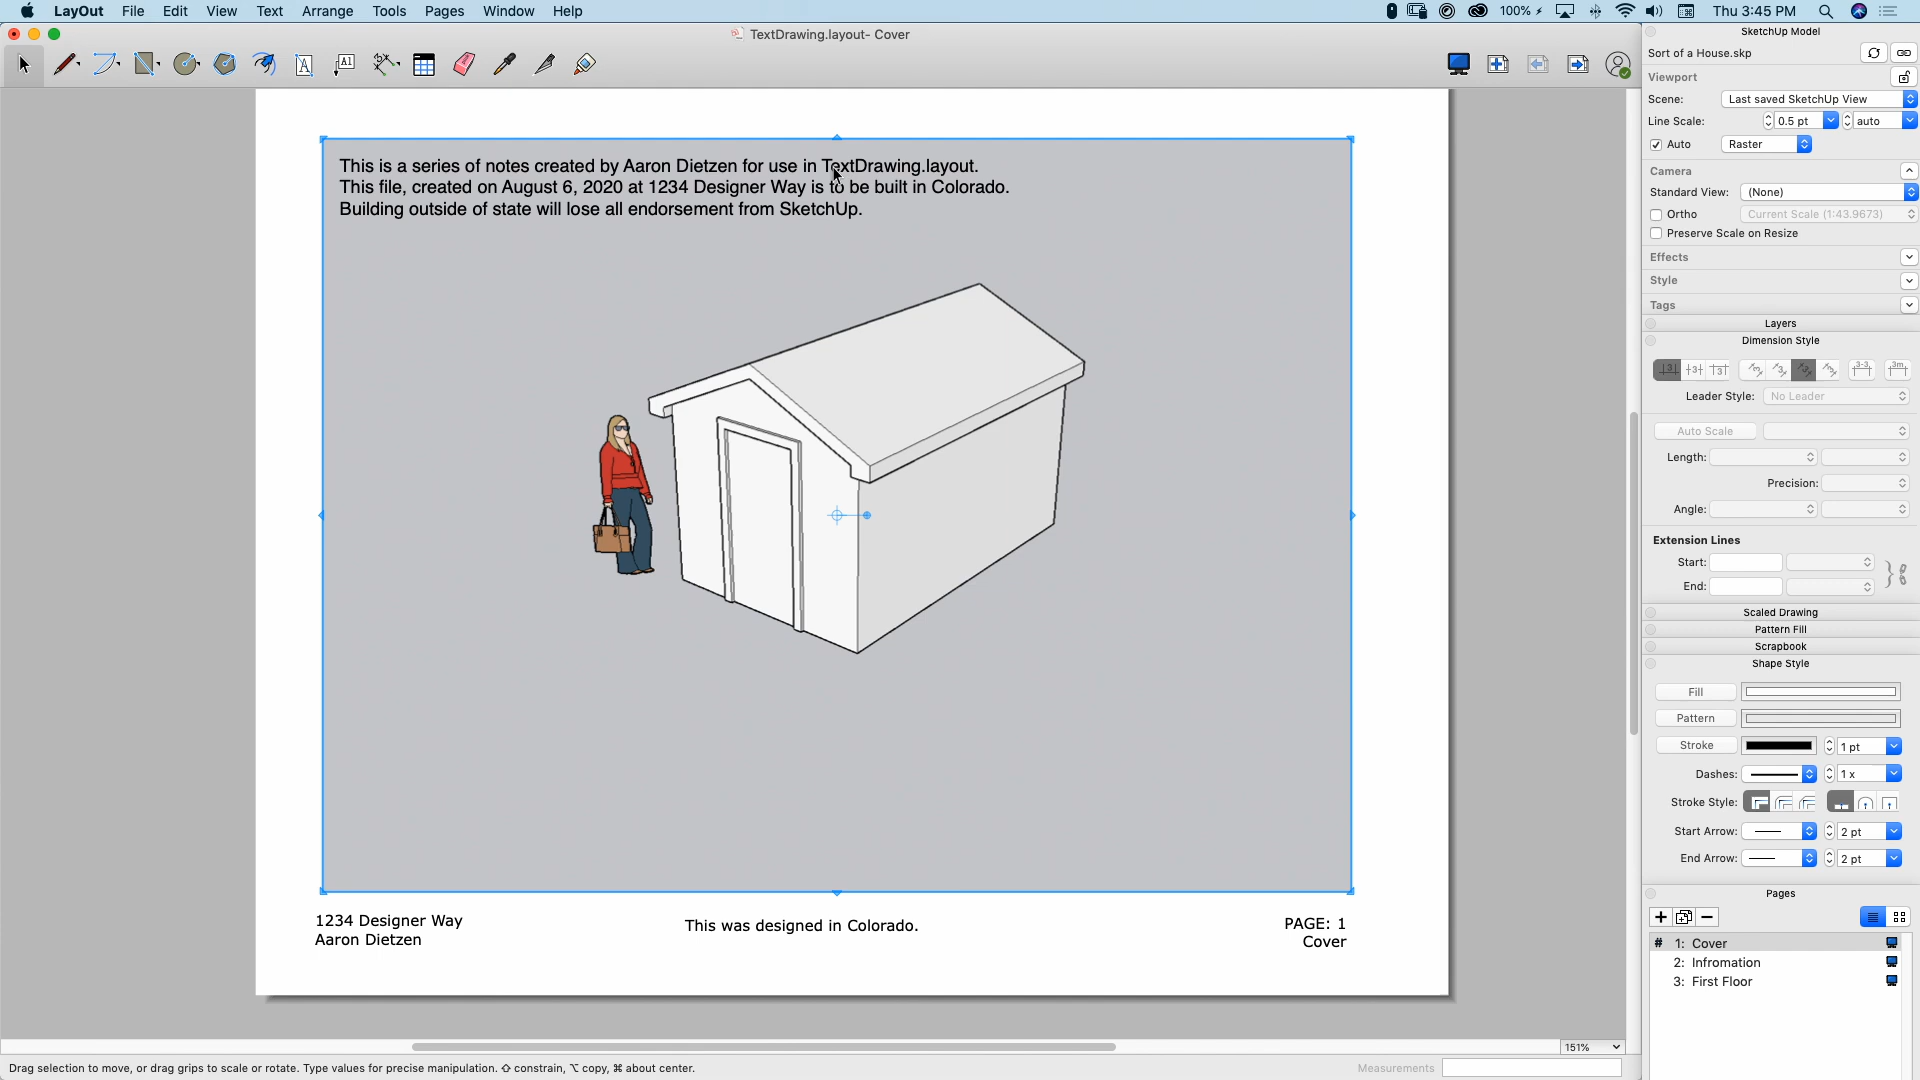 LayOut File Edit View Text Arrange Tools Pages Window Help
100% Thu 3:45 PM
TextDrawing.layout- Cover
This is a series of notes created by Aaron Dietzen for use in TextDrawing.layout.
This file, created on August 6, 2020 at 1234 Designer Way is to be built in Colorado.
Building outside of state will lose all endorsement from SketchUp.
1234 Designer Way
Aaron Dietzen
This was designed in Colorado.
PAGE: 1
Cover
151%
Drag selection to move, or drag grips to scale or rotate. Type values for precise manipulation. ⇧ constrain, ⌥ copy, ⌘ about center.
Measurements
SketchUp Model
Sort of a House.skp
Viewport
Scene: Last saved SketchUp View
Line Scale: 0.5 pt auto
Auto Raster
Camera
Standard View: (None)
Ortho Current Scale (1:43.9673)
Preserve Scale on Resize
Effects
Style
Tags
Layers
Dimension Style
Leader Style: No Leader
Auto Scale
Length:
Precision:
Angle:
Extension Lines
Start:
End:
Scaled Drawing
Pattern Fill
Scrapbook
Shape Style
Fill
Pattern
Stroke 1 pt
Dashes: 1 x
Stroke Style:
Start Arrow: 2 pt
End Arrow: 2 pt
Pages
# 1: Cover
2: Infromation
3: First Floor